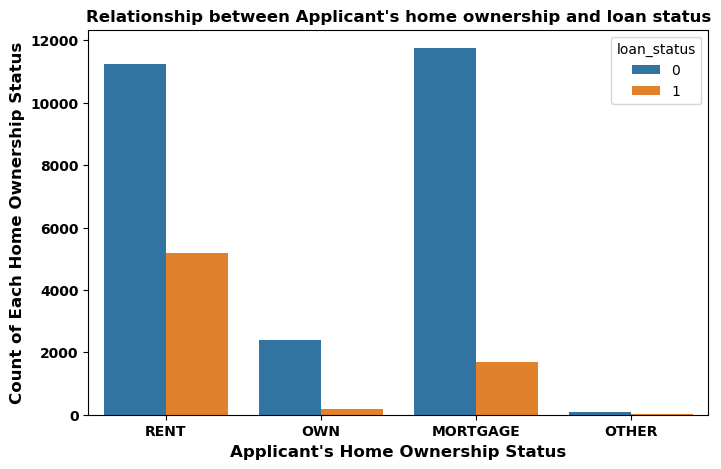 Relationship between Applicant's home ownership and loan status
loan_status
0
1
12000
10000
8000
6000
4000
2000
0
Count of Each Home Ownership Status
RENT OWN MORTGAGE OTHER
Applicant's Home Ownership Status